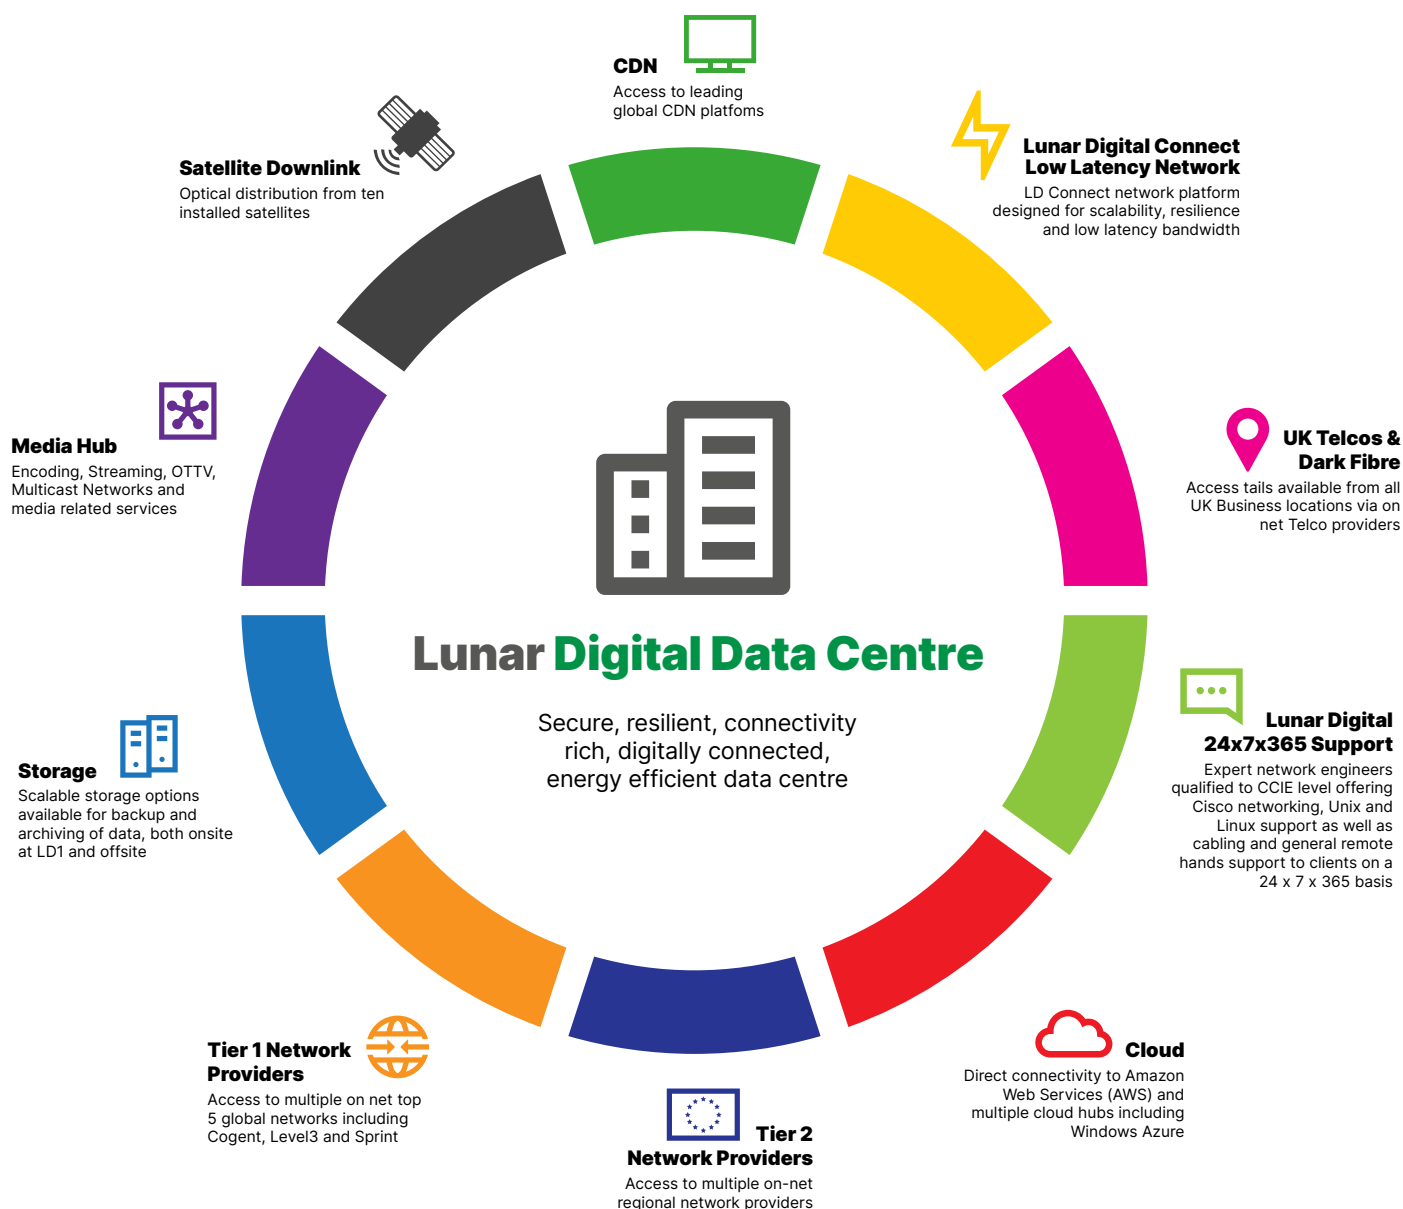 CDN
Access to leading
global CDN platfoms
Lunar Digital Connect
Low Latency Network
LD Connect network platform
designed for scalability, resilience
and low latency bandwidth
UK Telcos &
Dark Fibre
Access tails available from all
UK Business locations via on
net Telco providers
Lunar Digital
24x7x365 Support
Expert network engineers
qualified to CCIE level offering
Cisco networking, Unix and
Linux support as well as
cabling and general remote
hands support to clients on a
24 x 7 x 365 basis
Cloud
Direct connectivity to Amazon
Web Services (AWS) and
multiple cloud hubs including
Windows Azure
Tier 2
Network Providers
Access to multiple on-net
regional network providers
Tier 1 Network
Providers
Access to multiple on net top
5 global networks including
Cogent, Level3 and Sprint
Storage
Scalable storage options
available for backup and
archiving of data, both onsite
at LD1 and offsite
Media Hub
Encoding, Streaming, OTTV,
Multicast Networks and
media related services
Satellite Downlink
Optical distribution from ten
installed satellites
Lunar Digital Data Centre
Secure, resilient, connectivity
rich, digitally connected,
energy efficient data centre